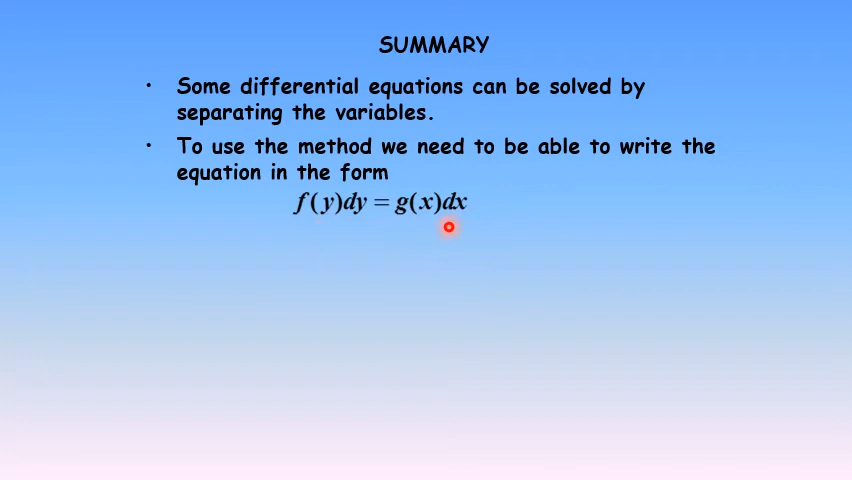 SUMMARY
• Some differential equations can be solved by
separating the variables.
• To use the method we need to be able to write the
equation in the form
f(y)dy = g(x)dx